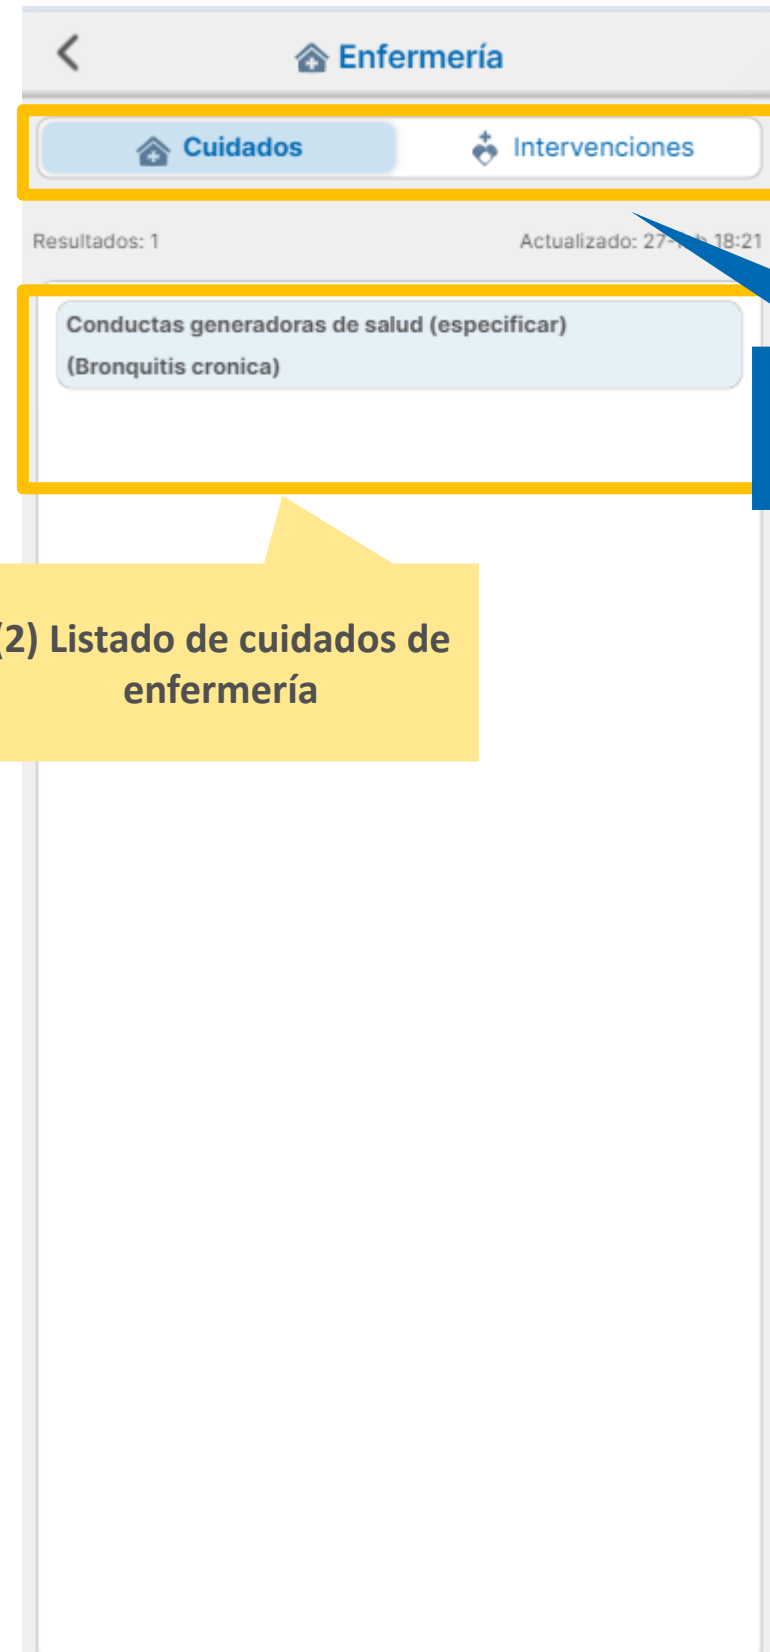 Enfermería
Cuidados Intervenciones
Resultados: 1 Actualizado: 18:21
Conductas generadoras de salud (especificar)
(Bronquitis cronica)
(2) Listado de cuidados de
enfermería